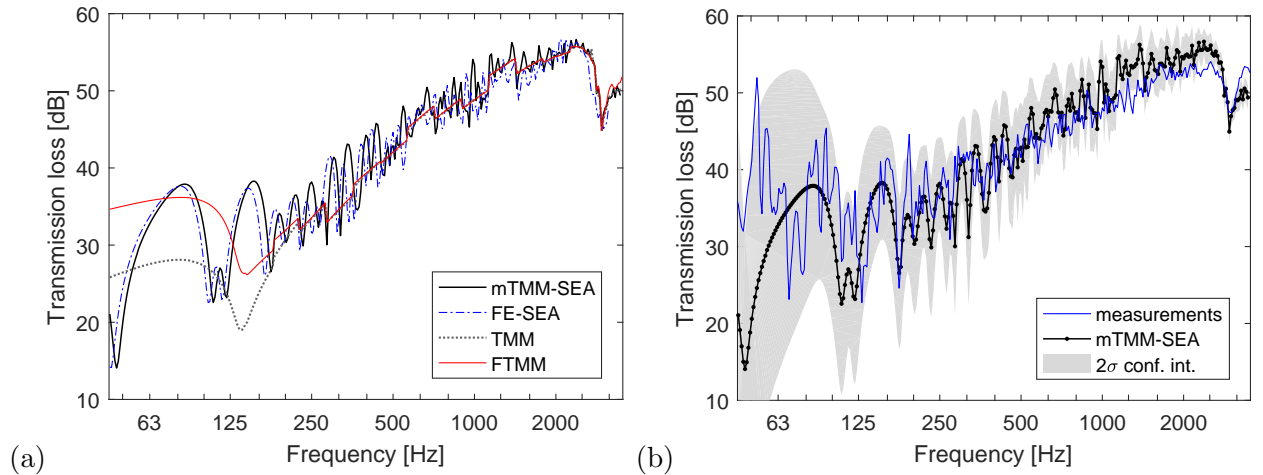 60
50
40
30
20
10
Transmission loss [dB]
63 125 250 500 1000 2000
Frequency [Hz]
mTMM-SEA
FE-SEA
TMM
FTMM
(a)
60
50
40
30
20
10
Transmission loss [dB]
63 125 250 500 1000 2000
Frequency [Hz]
measurements
mTMM-SEA
2σ conf. int.
(b)